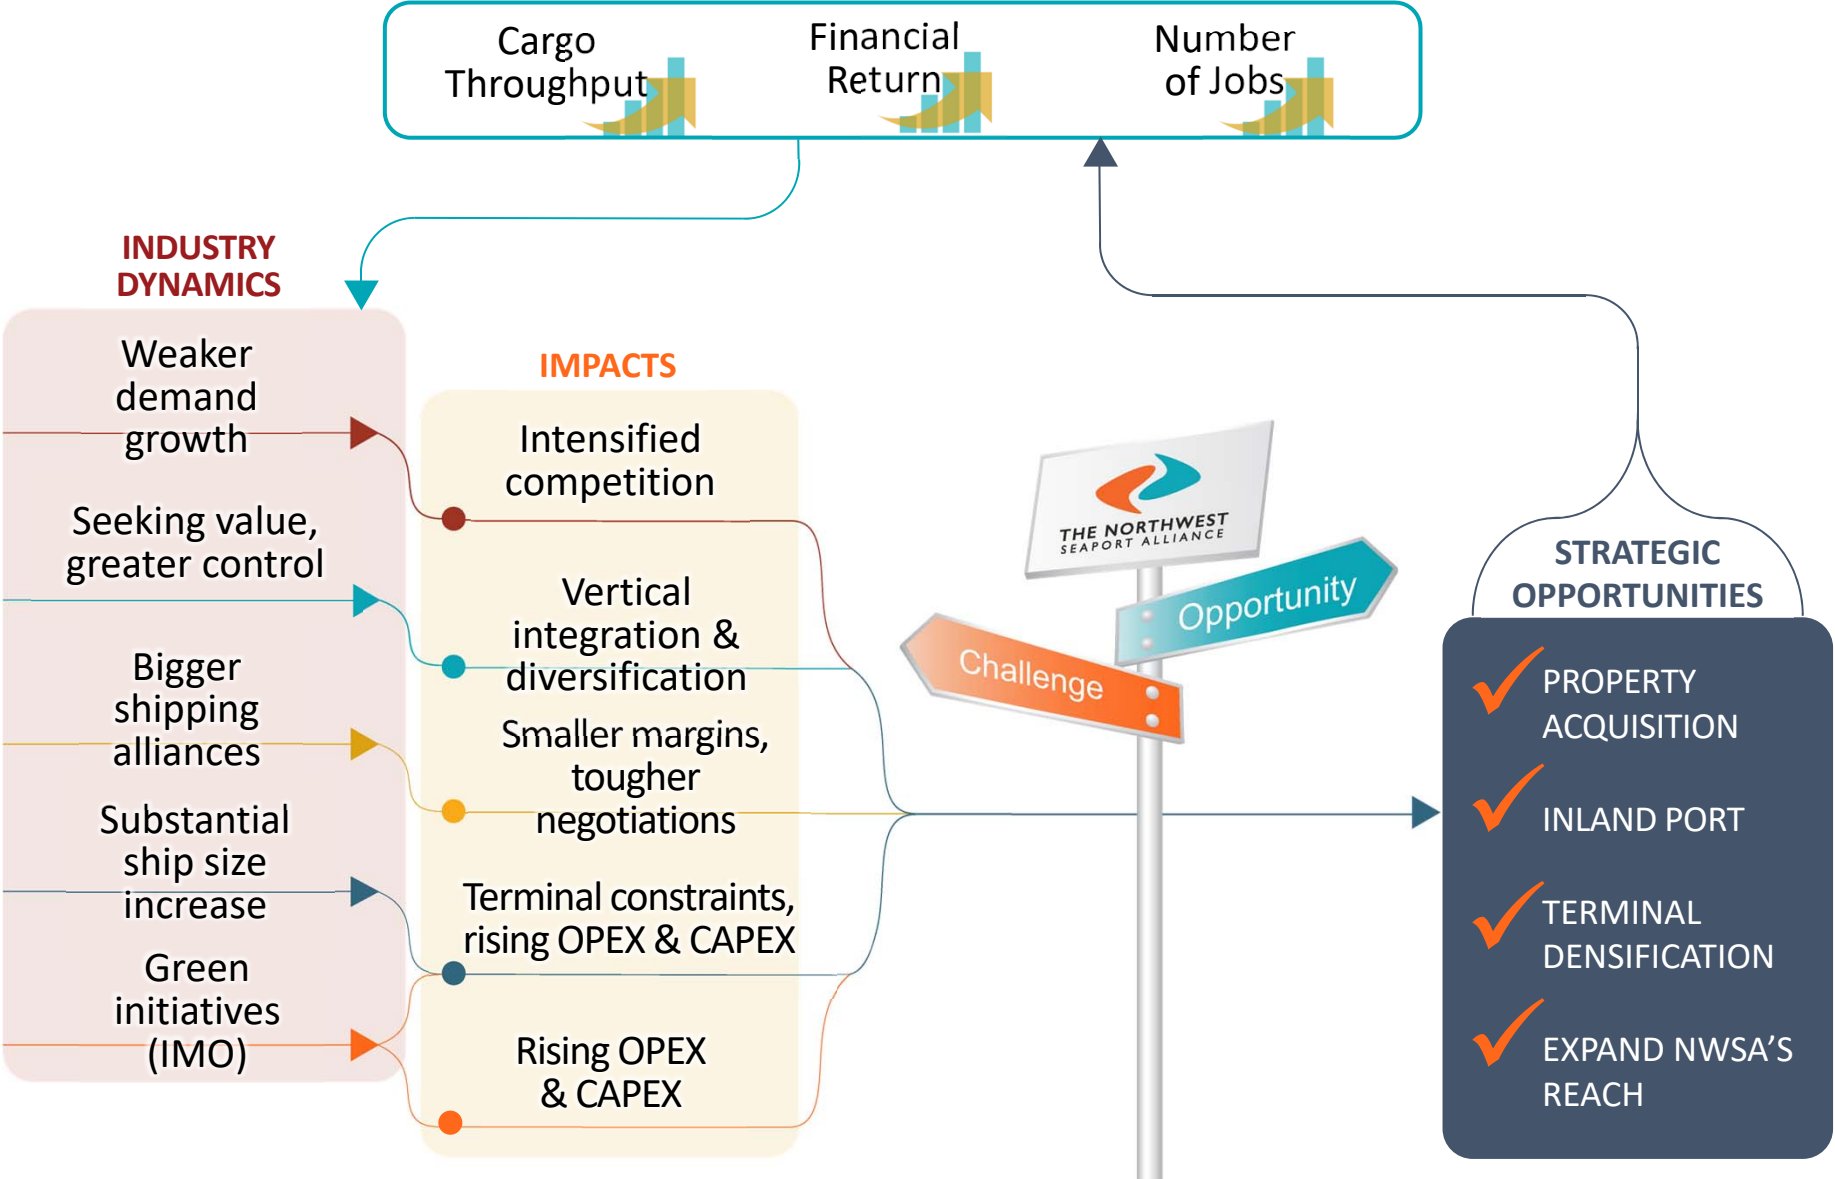 Cargo
Throughput
Financial
Return
Number
of Jobs
INDUSTRY
DYNAMICS
Weaker
demand
growth
Seeking value,
greater control
Bigger
shipping
alliances
Substantial
ship size
increase
Green
initiatives
(IMO)
IMPACTS
Intensified
competition
Vertical
integration &
diversification
Smaller margins,
tougher
negotiations
Terminal constraints,
rising OPEX & CAPEX
Rising OPEX
& CAPEX
THE NORTHWEST
SEAPORT ALLIANCE
Opportunity
Challenge
STRATEGIC
OPPORTUNITIES
PROPERTY
ACQUISITION
INLAND PORT
TERMINAL
DENSIFICATION
EXPAND NWSA’S
REACH